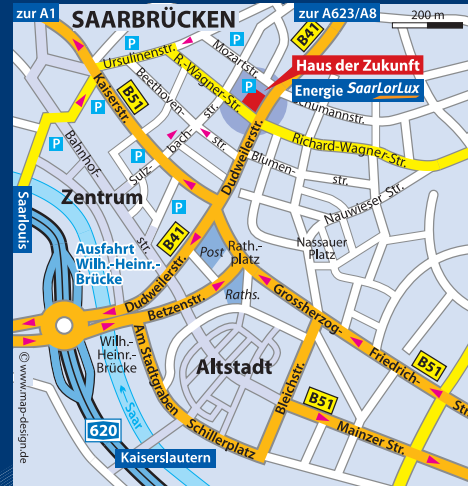 zur A1
SAARBRÜCKEN
zur A623/A8
200 m
B41
Mozartstr.
Ursulinenstr.
Haus der Zukunft
Energie SaarLorLux
R.-Wagner-Str.
Kaiserstr.
B51
Beethoven-
str.
Schumannstr.
Richard-Wagner-Str.
Dudweilerstr.
Bahnhof-
str.
Sulz-
bach-
str.
Blumen-
str.
Nauwieser Str.
Nassauer
Platz
Zentrum
Saarlouis
Ausfahrt
Wilh.-Heinr.-
Brücke
B41
Post
Rath.-
platz
Raths.
Dudweilerstr.
Betzenstr.
Grossherzog-
Friedrich-
Str.
B51
Wilh.-
Heinr.-
Brücke
Am Stadtgraben
Altstadt
Bleichstr.
B51
Mainzer Str.
Schillerplatz
Saar
620
Kaiserslautern
© www.map-design.de
P
P
P
P
P
P
P